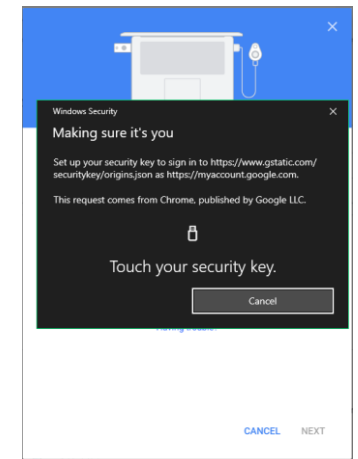 Windows Security
Making sure it's you
Set up your security key to sign in to https://www.gstatic.com/
securitykey/origins.json as https://myaccount.google.com.
This request comes from Chrome, published by Google LLC.
Touch your security key.
Cancel
CANCEL NEXT